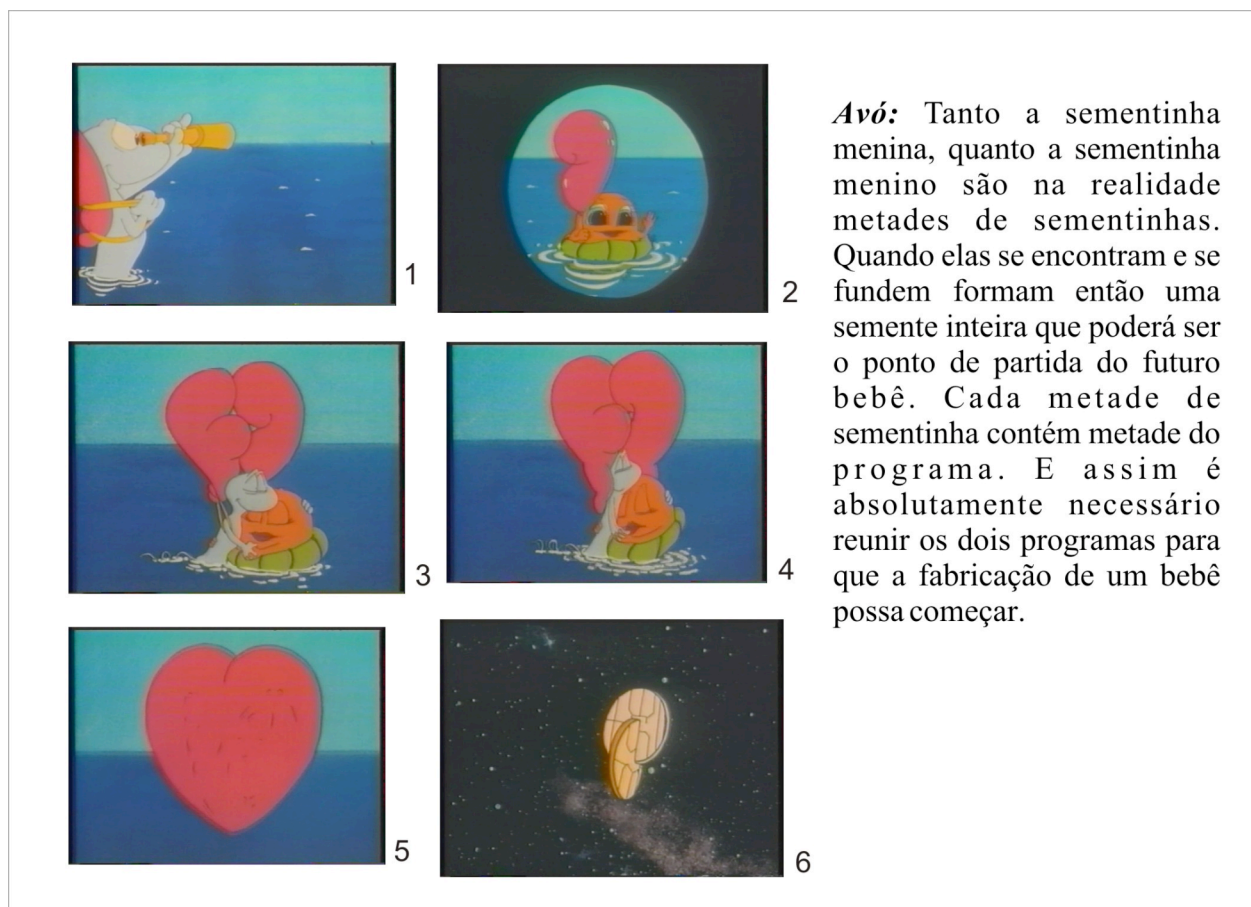 1
2
3
4
5
6
Avó: Tanto a sementinha
menina, quanto a sementinha
menino são na realidade
metades de sementinhas.
Quando elas se encontram e se
fundem formam então uma
semente inteira que poderá ser
o ponto de partida do futuro
bebê. Cada metade de
sementinha contém metade do
programa. E assim é
absolutamente necessário
reunir os dois programas para
que a fabricação de um bebê
possa começar.